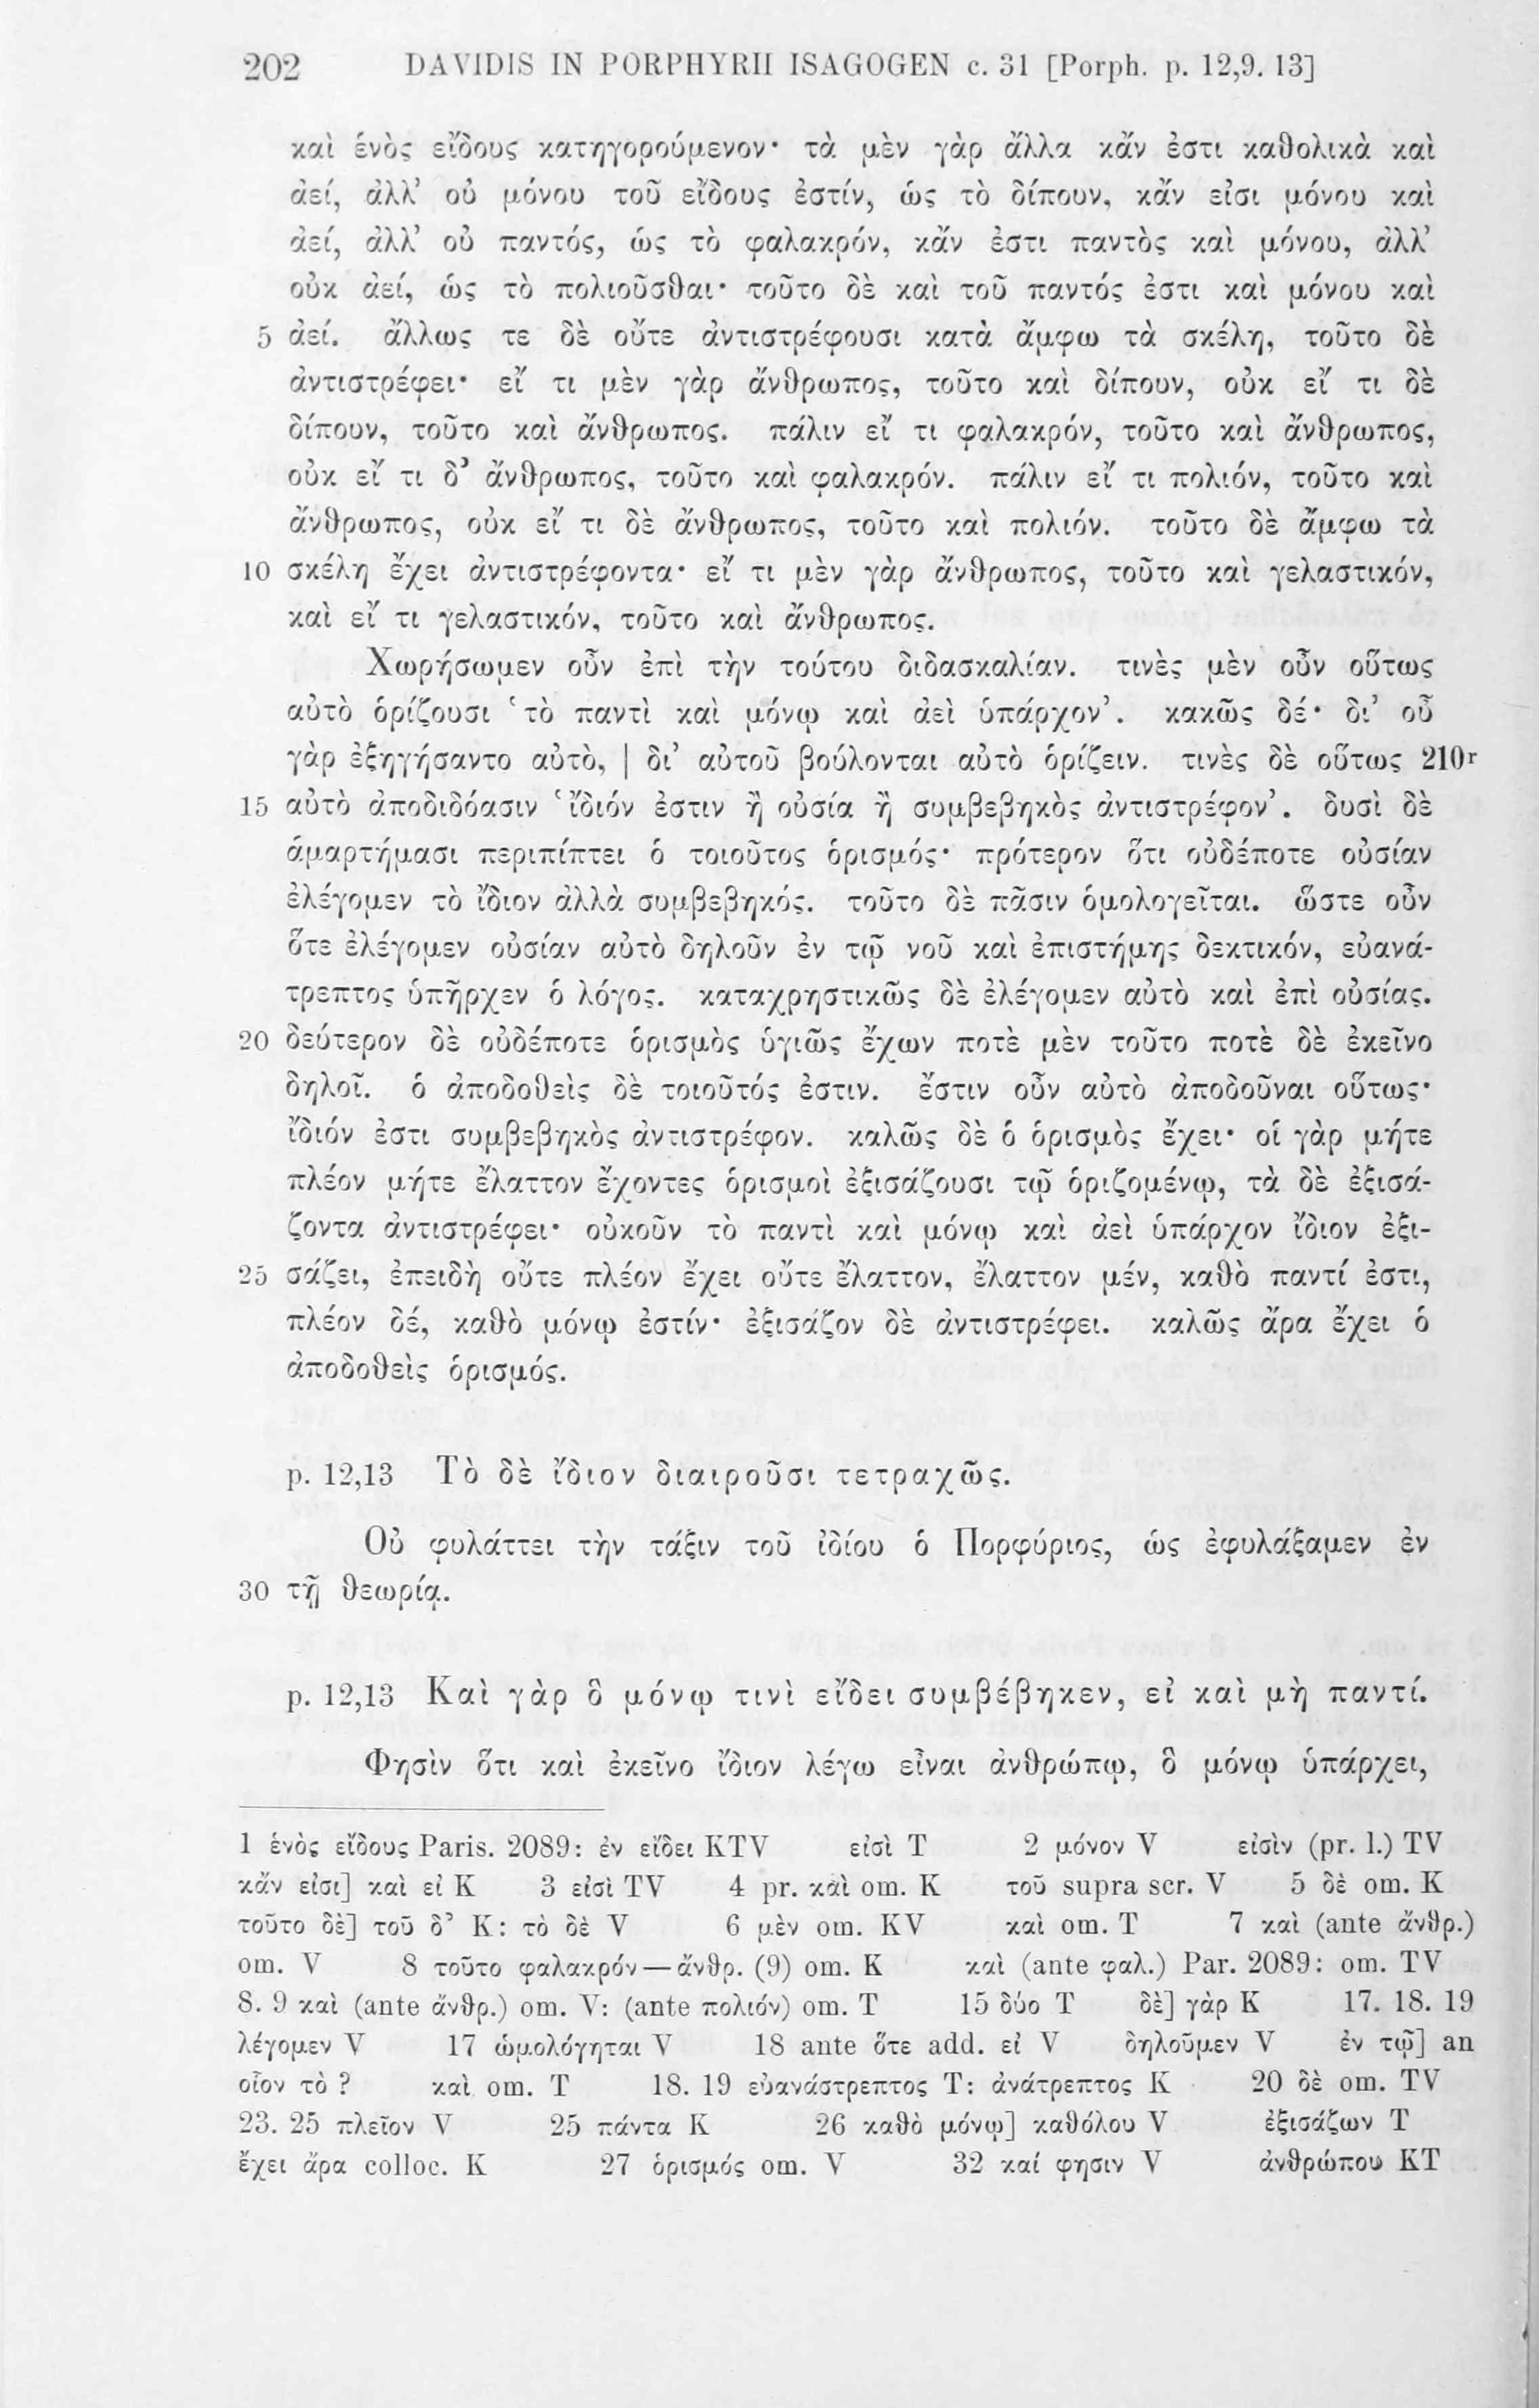 202 DAVIDIS IN PORPHYRII ISAGOGEN c. 31 [Porph. p. 12,9. 13]
καὶ ἑνὸς εἴδους κατηγορούμενον· τὰ μὲν γὰρ ἄλλα κἄν ἐστι καθολικὰ καὶ
ἀεί, ἀλλ’ οὐ μόνου τοῦ εἴδους ἐστίν, ὡς τὸ δίπουν, κἄν εἰσι μόνου καὶ
ἀεί, ἀλλ’ οὐ παντός, ὡς τὸ φαλακρόν, κἄν ἐστι παντὸς καὶ μόνου, ἀλλ’
οὐκ ἀεί, ὡς τὸ πολιοῦσθαι· τοῦτο δὲ καὶ τοῦ παντός ἐστι καὶ μόνου καὶ
5 ἀεί. ἄλλως τε δὲ οὔτε ἀντιστρέφουσι κατὰ ἄμφω τὰ σκέλη, τοῦτο δὲ
ἀντιστρέφει· εἴ τι μὲν γὰρ ἄνθρωπος, τοῦτο καὶ δίπουν, οὐκ εἴ τι δὲ
δίπουν, τοῦτο καὶ ἄνθρωπος. πάλιν εἴ τι φαλακρόν, τοῦτο καὶ ἄνθρωπος,
οὐκ εἴ τι δ’ ἄνθρωπος, τοῦτο καὶ φαλακρόν. πάλιν εἴ τι πολιόν, τοῦτο καὶ
ἄνθρωπος, οὐκ εἴ τι δὲ ἄνθρωπος, τοῦτο καὶ πολιόν. τοῦτο δὲ ἄμφω τὰ
10 σκέλη ἔχει ἀντιστρέφοντα· εἴ τι μὲν γὰρ ἄνθρωπος, τοῦτο καὶ γελαστικόν,
καὶ εἴ τι γελαστικόν, τοῦτο καὶ ἄνθρωπος.
Χωρήσωμεν οὖν ἐπὶ τὴν τούτου διδασκαλίαν. τινὲς μὲν οὖν οὕτως
αὐτὸ ὁρίζουσι ‘τὸ παντὶ καὶ μόνῳ καὶ ἀεὶ ὑπάρχον’. κακῶς δέ· δι’ οὗ
γὰρ ἐξηγήσαντο αὐτὸ, | δι’ αὐτοῦ βούλονται αὐτὸ ὁρίζειν. τινὲς δὲ οὕτως 210r
15 αὐτὸ ἀποδιδόασιν ‘ἴδιόν ἐστιν ἢ οὐσία ἢ συμβεβηκὸς ἀντιστρέφον’. δυσὶ δὲ
ἁμαρτήμασι περιπίπτει ὁ τοιοῦτος ὁρισμός· πρότερον ὅτι οὐδέποτε οὐσίαν
ἐλέγομεν τὸ ἴδιον ἀλλὰ συμβεβηκός. τοῦτο δὲ πᾶσιν ὁμολογεῖται. ὥστε οὖν
ὅτε ἐλέγομεν οὐσίαν αὐτὸ δηλοῦν ἐν τῷ νοῦ καὶ ἐπιστήμης δεκτικόν, εὐανά-
τρεπτος ὑπῆρχεν ὁ λόγος. καταχρηστικῶς δὲ ἐλέγομεν αὐτὸ καὶ ἐπὶ οὐσίας.
20 δεύτερον δὲ οὐδέποτε ὁρισμὸς ὑγιῶς ἔχων ποτὲ μὲν τοῦτο ποτὲ δὲ ἐκεῖνο
δηλοῖ. ὁ ἀποδοθεὶς δὲ τοιοῦτός ἐστιν. ἔστιν οὖν αὐτὸ ἀποδοῦναι οὕτως·
ἴδιόν ἐστι συμβεβηκὸς ἀντιστρέφον. καλῶς δὲ ὁ ὁρισμὸς ἔχει· οἱ γὰρ μήτε
πλέον μήτε ἔλαττον ἔχοντες ὁρισμοὶ ἐξισάζουσι τῷ ὁριζομένῳ, τὰ δὲ ἐξισά-
ζοντα ἀντιστρέφει· οὐκοῦν τὸ παντὶ καὶ μόνῳ καὶ ἀεὶ ὑπάρχον ἴδιον ἐξι-
25 σάζει, ἐπειδὴ οὔτε πλέον ἔχει οὔτε ἔλαττον, ἔλαττον μέν, καθὸ παντί ἐστι,
πλέον δέ, καθὸ μόνῳ ἐστίν· ἐξισάζον δὲ ἀντιστρέφει. καλῶς ἄρα ἔχει ὁ
ἀποδοθεὶς ὁρισμός.
p. 12,13 Τὸ δὲ ἴδιον διαιροῦσι τετραχῶς.
Οὐ φυλάττει τὴν τάξιν τοῦ ἰδίου ὁ Πορφύριος, ὡς ἐφυλάξαμεν ἐν
30 τῇ θεωρίᾳ.
p. 12,13 Καὶ γὰρ ὃ μόνῳ τινὶ εἴδει συμβέβηκεν, εἰ καὶ μὴ παντί.
Φησὶν ὅτι καὶ ἐκεῖνο ἴδιον λέγω εἶναι ἀνθρώπῳ, ὃ μόνῳ ὑπάρχει,
1 ἑνὸς εἴδους Paris. 2089: ἐν εἴδει KTV εἰσὶ T 2 μόνον V εἰσὶν (pr. l.) TV
κἄν εἰσι] καὶ εἰ K 3 εἰσὶ TV 4 pr. καὶ om. K τοῦ supra scr. V 5 δὲ om. K
τοῦτο δὲ] τοῦ δ’ K: τὸ δὲ V 6 μὲν om. KV καὶ om. T 7 καὶ (ante ἄνθρ.)
om. V 8 τοῦτο φαλακρόν—ἄνθρ. (9) om. K καὶ (ante φαλ.) Par. 2089: om. TV
8. 9 καὶ (ante ἄνθρ.) om. V: (ante πολιόν) om. T 15 δύο T δὲ] γὰρ K 17. 18. 19
λέγομεν V 17 ὡμολόγηται V 18 ante ὅτε add. εἰ V δηλοῦμεν V ἐν τῷ] an
οἷον τὸ ? καὶ om. T 18. 19 εὐανάστρεπτος T: ἀνάτρεπτος K 20 δὲ om. TV
23. 25 πλεῖον V 25 πάντα K 26 καθὸ μόνῳ] καθόλου V ἐξισάζων T
ἔχει ἄρα colloc. K 27 ὁρισμός om. V 32 καί φησιν V ἀνθρώπου KT